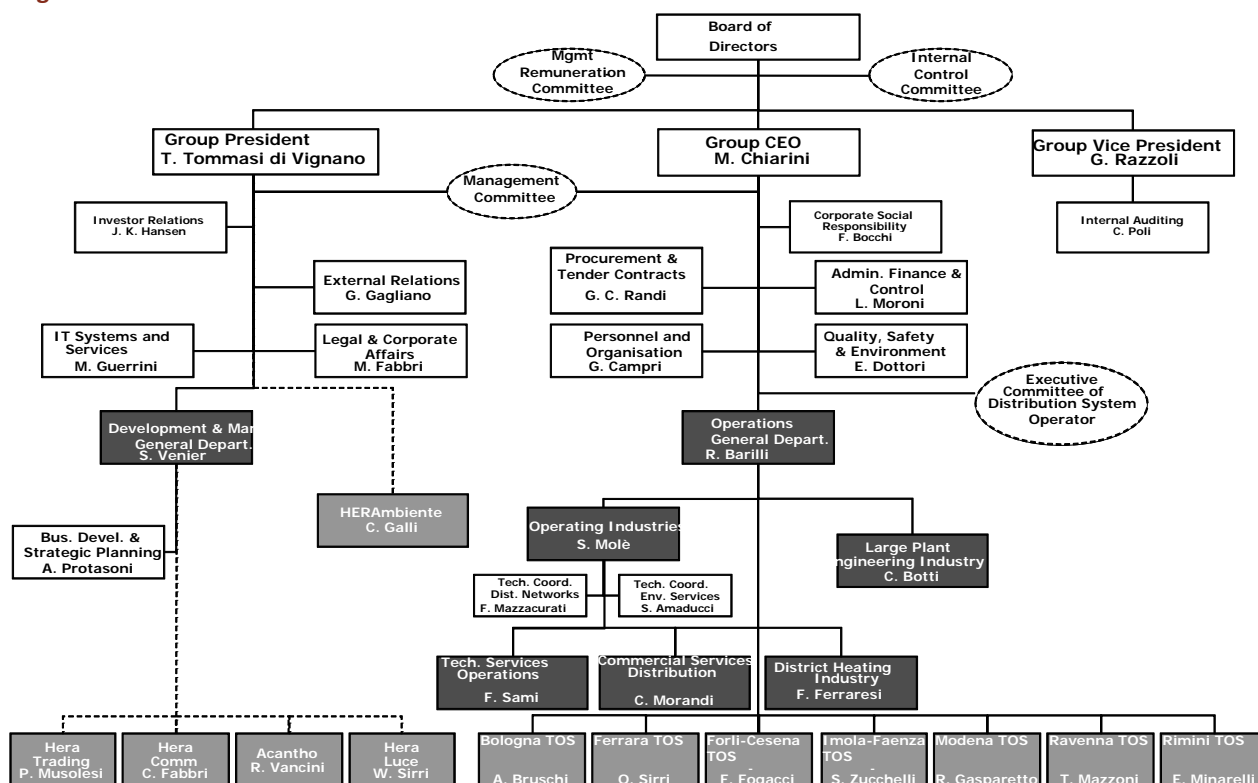 Board of
Directors
Mgmt
Remuneration
Committee
Internal
Control
Committee
Group President
T. Tommasi di Vignano
Group CEO
M. Chiarini
Group Vice President
G. Razzoli
Management
Committee
Investor Relations
J. K. Hansen
Corporate Social
Responsibility
F. Bocchi
Internal Auditing
C. Poli
External Relations
G. Gagliano
Procurement &
Tender Contracts
G. C. Randi
Admin. Finance &
Control
L. Moroni
IT Systems and
Services
M. Guerrini
Legal & Corporate
Affairs
M. Fabbri
Personnel and
Organisation
G. Campri
Quality, Safety
& Environment
E. Dottori
Executive
Committee of
Distribution System
Operator
Development & Mar
General Depart.
S. Venier
Operations
General Depart.
R. Barilli
HERAmbiente
C. Galli
Operating Industries
S. Molè
Large Plant
ngineering Industry
C. Botti
Bus. Devel. &
Strategic Planning
A. Protasoni
Tech. Coord.
Dist. Networks
F. Mazzacurati
Tech. Coord.
Env. Services
S. Amaducci
Tech. Services
Operations
F. Sami
Commercial Services
Distribution
C. Morandi
District Heating
Industry
F. Ferraresi
Hera
Trading
P. Musolesi
Hera
Comm
C. Fabbri
Acantho
R. Vancini
Hera
Luce
W. Sirri
Bologna TOS
A. Bruschi
Ferrara TOS
O. Sirri
Forlì-Cesena
TOS
-
F. Fogacci
Imola-Faenza
TOS
-
S. Zucchelli
Modena TOS
R. Gasparetto
Ravenna TOS
T. Mazzoni
Rimini TOS
E. Minarelli